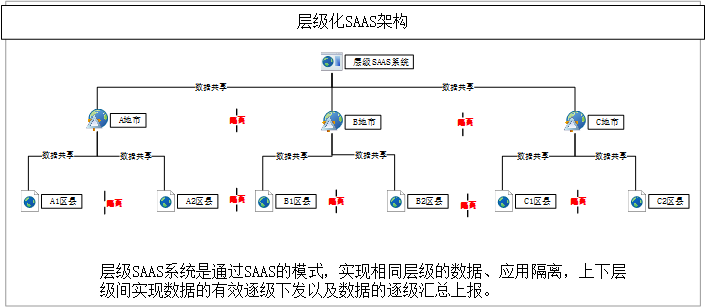 层级化SAAS架构
层级SAAS系统
数据共享
数据共享
数据共享
A地市
隔离
B地市
隔离
C地市
数据共享
数据共享
数据共享
数据共享
数据共享
数据共享
A1区县
隔离
A2区县
隔离
B1区县
隔离
B2区县
隔离
C1区县
隔离
C2区县
层级SAAS系统是通过SAAS的模式，实现相同层级的数据、应用隔离，上下层
级间实现数据的有效逐级下发以及数据的逐级汇总上报。